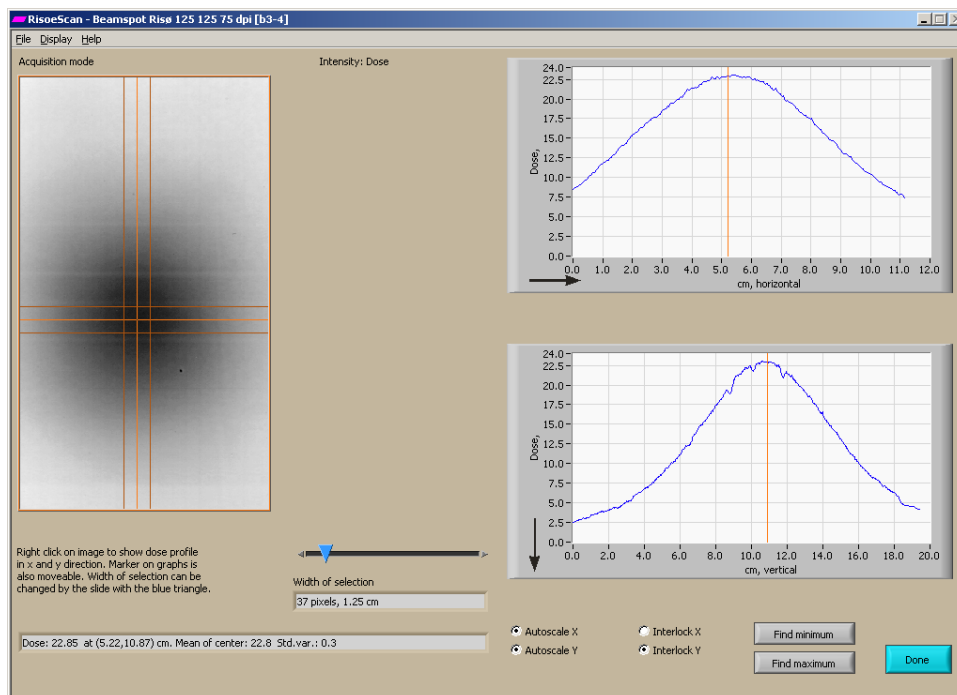 RisoeScan - Beamspot Risø 125 125 75 dpi [b3-4]
File Display Help
Acquisition mode
Intensity: Dose
Dose,
24.0
22.5
20.0
17.5
15.0
12.5
10.0
7.5
5.0
2.5
0.0
0.0 1.0 2.0 3.0 4.0 5.0 6.0 7.0 8.0 9.0 10.0 11.0 12.0
cm, horizontal
Dose,
24.0
22.5
20.0
17.5
15.0
12.5
10.0
7.5
5.0
2.5
0.0
0.0 2.0 4.0 6.0 8.0 10.0 12.0 14.0 16.0 18.0 20.0
cm, vertical
Right click on image to show dose profile
in x and y direction. Marker on graphs is
also moveable. Width of selection can be
changed by the slide with the blue triangle.
Width of selection
37 pixels, 1.25 cm
Dose: 22.85 at (5.22,10.87) cm. Mean of center: 22.8 Std.var.: 0.3
Autoscale X
Interlock X
Autoscale Y
Interlock Y
Find minimum
Find maximum
Done